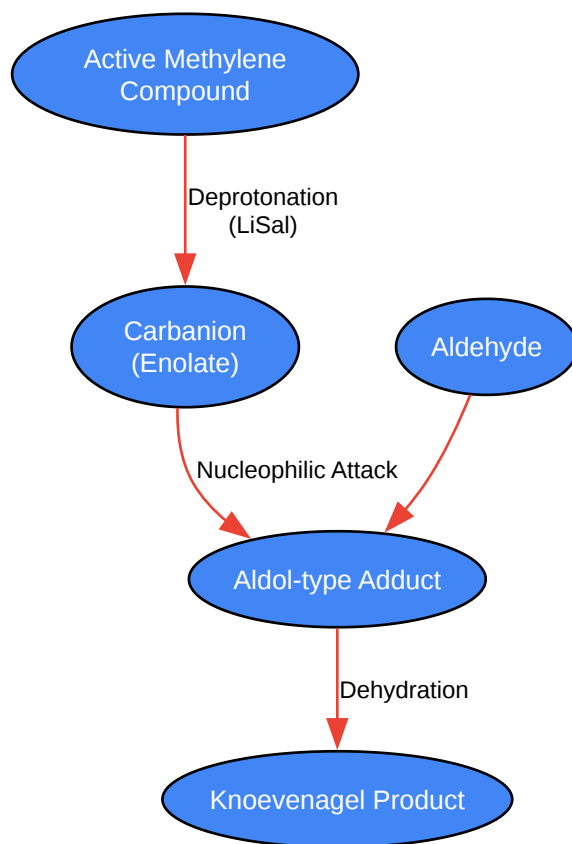 Active Methylene
Compound
Deprotonation
(LiSal)
Carbanion
(Enolate)
Aldehyde
Nucleophilic Attack
Aldol-type Adduct
Dehydration
Knoevenagel Product